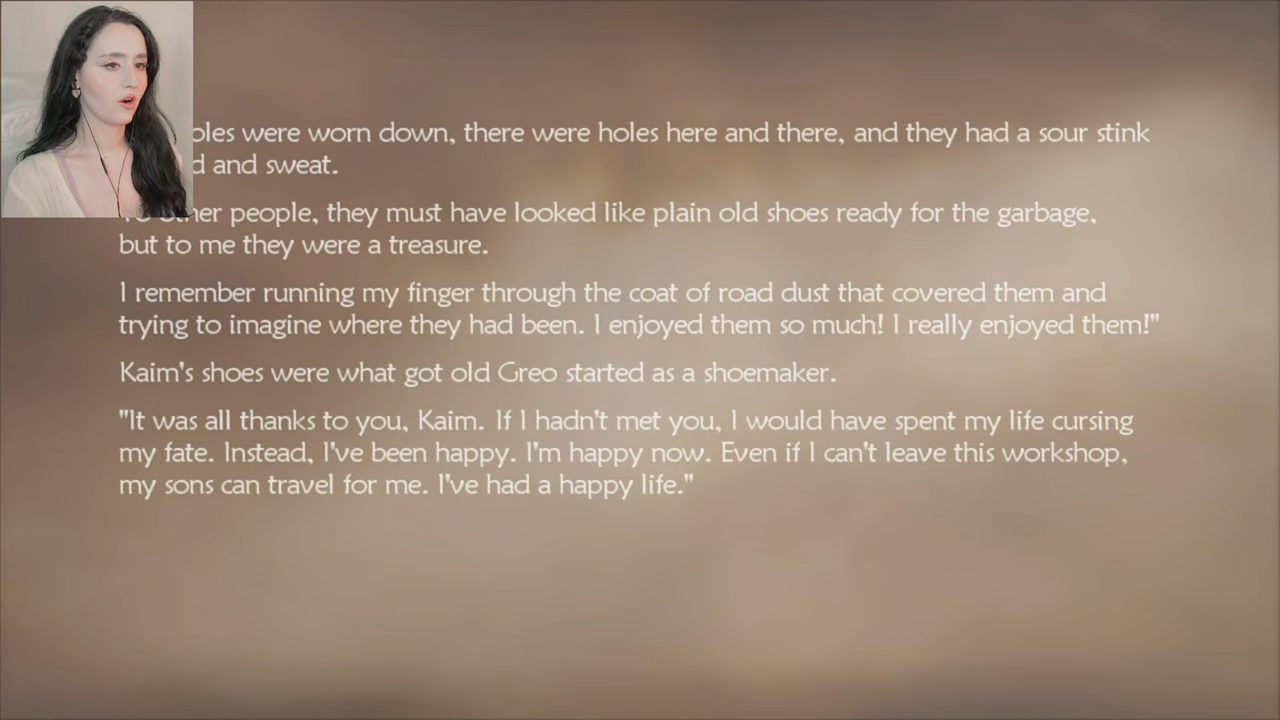 were worn down, there were holes here and there, and they had a sour stink
and sweat.
people, they must have looked like plain old shoes ready for the garbage,
but to me they were a treasure.
I remember running my finger through the coat of road dust that covered them and
trying to imagine where they had been. I enjoyed them so much! I really enjoyed them!"
Kaim's shoes were what got old Greo started as a shoemaker.
"It was all thanks to you, Kaim. If I hadn't met you, I would have spent my life cursing
my fate. Instead, I've been happy. I'm happy now. Even if I can't leave this workshop,
my sons can travel for me. I've had a happy life."